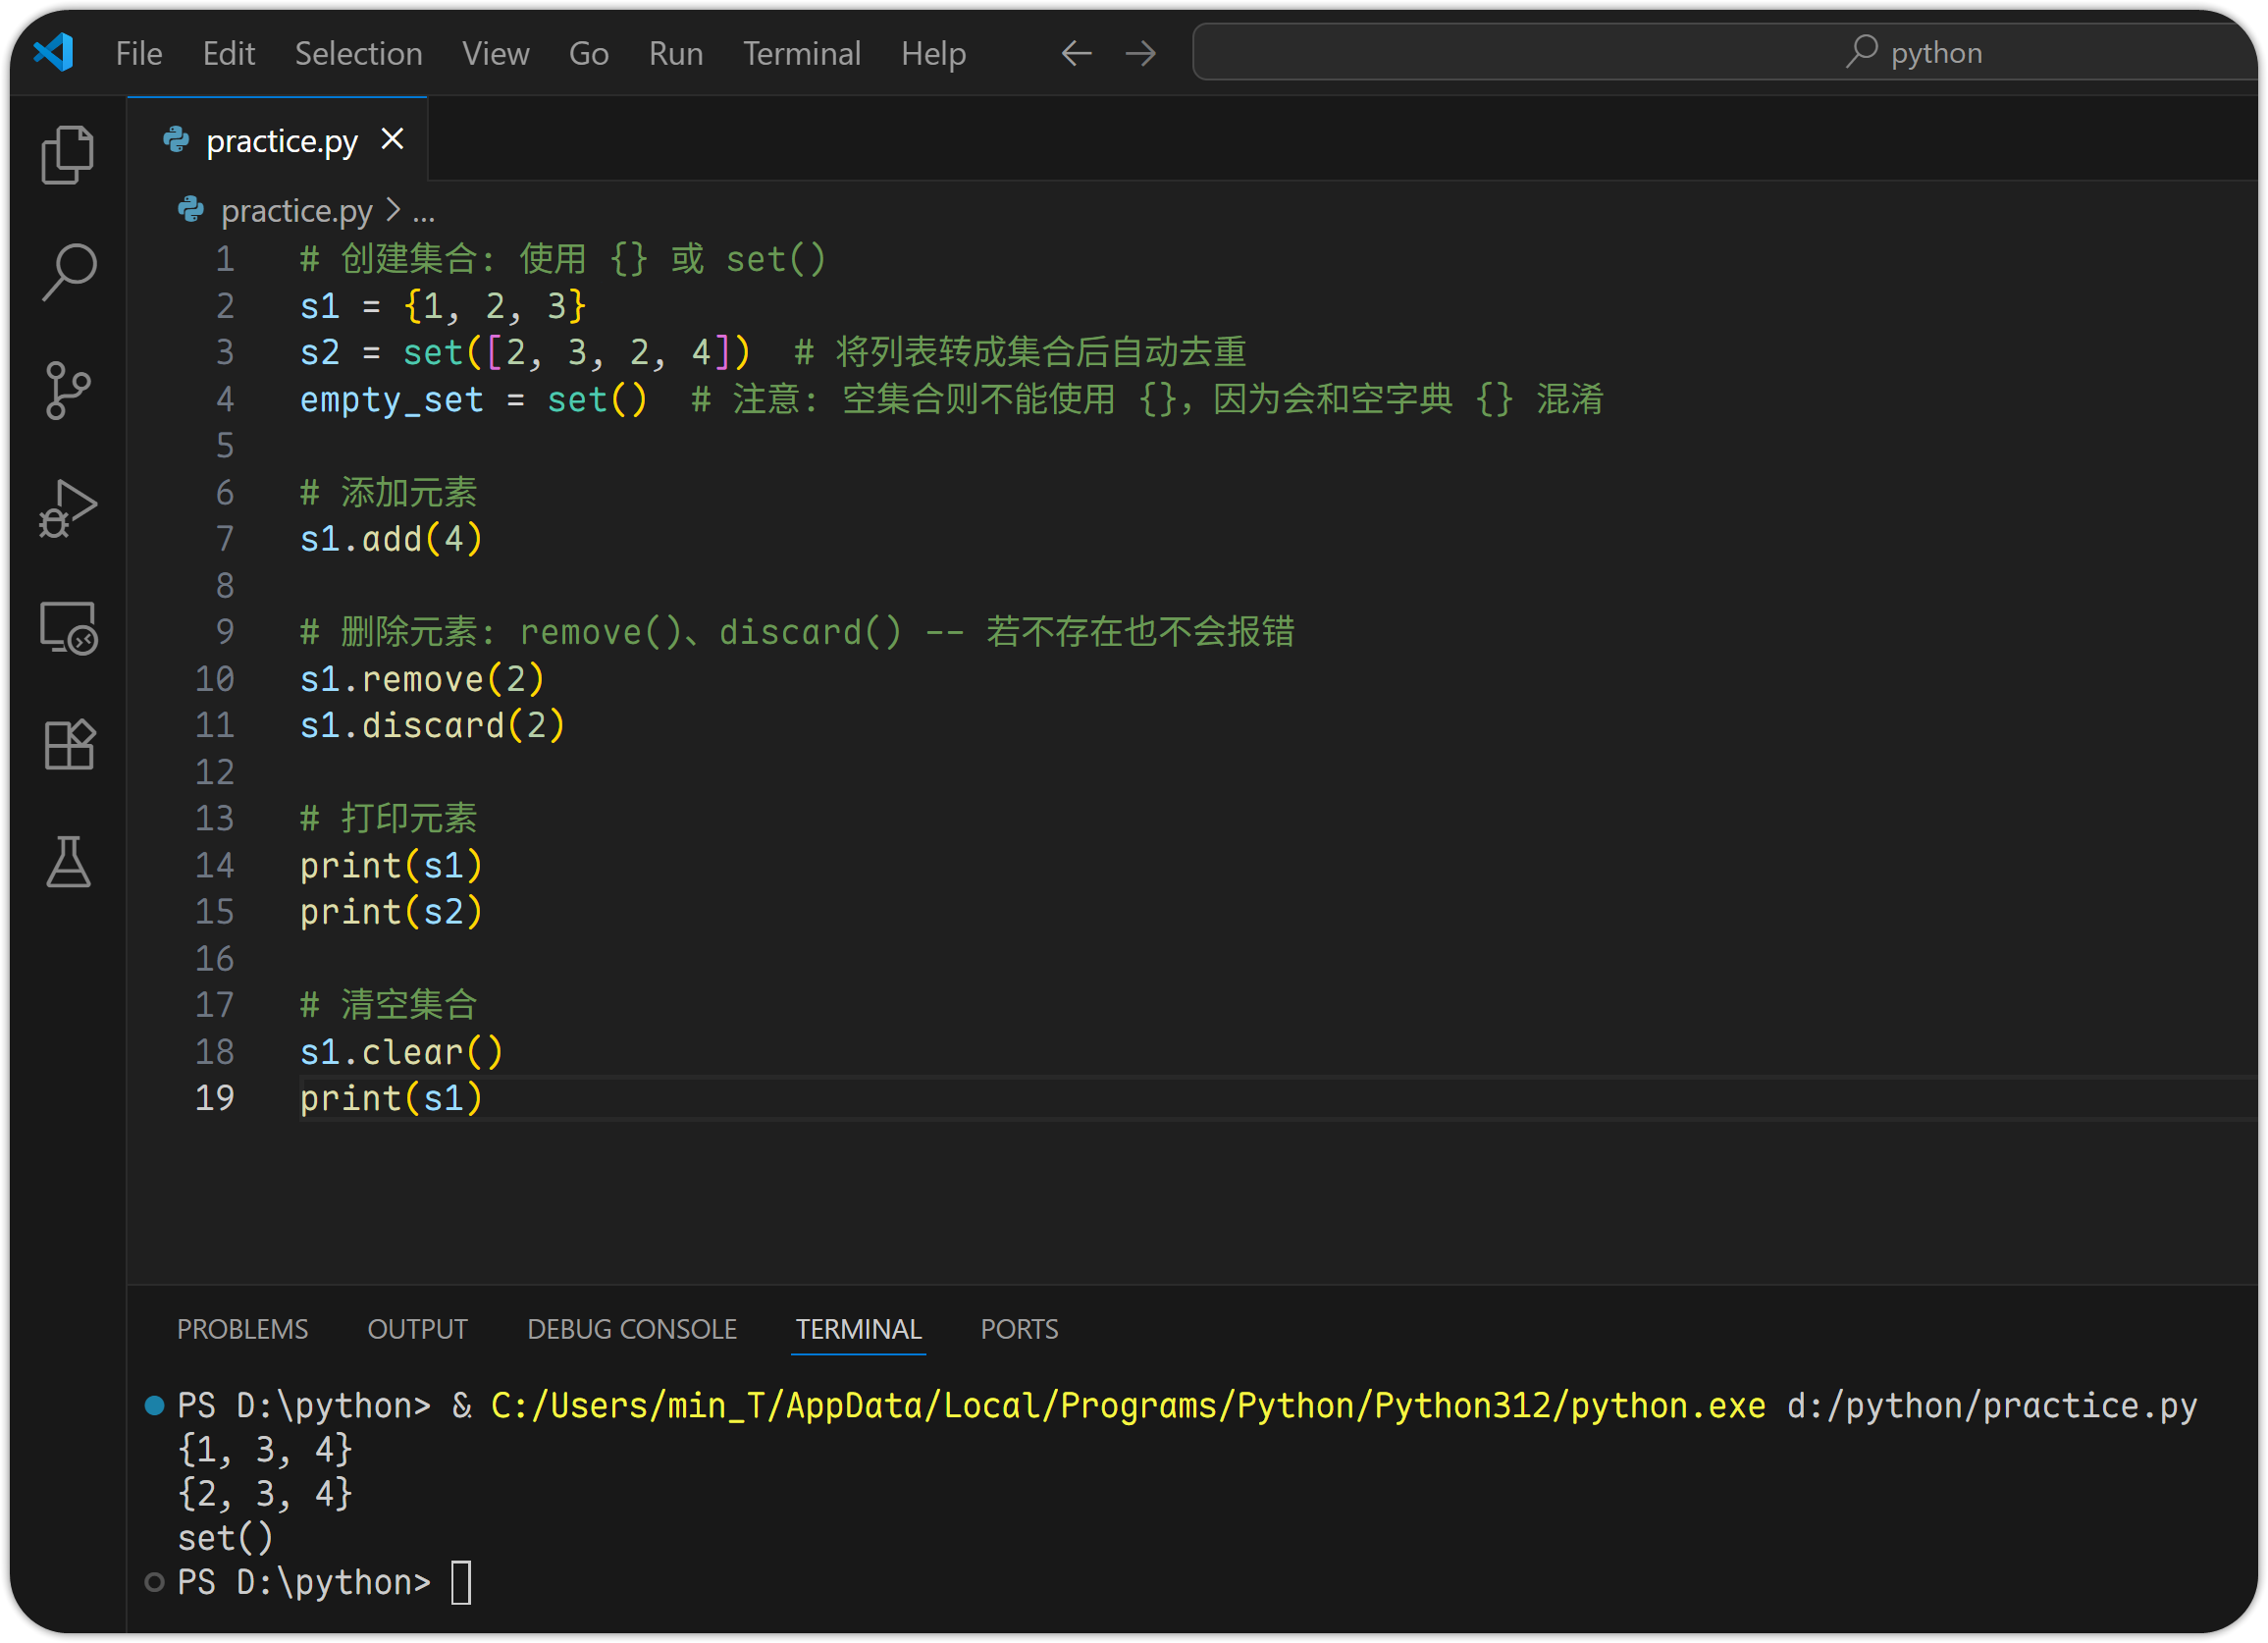 File Edit Selection View Go Run Terminal Help python
practice.py
practice.py > ...
1 # 创建集合: 使用 {} 或 set()
2 s1 = {1, 2, 3}
3 s2 = set([2, 3, 2, 4])  # 将列表转成集合后自动去重
4 empty_set = set()  # 注意: 空集合则不能使用 {}, 因为会和空字典 {} 混淆
5
6 # 添加元素
7 s1.add(4)
8
9 # 删除元素: remove()、discard() -- 若不存在也不会报错
10 s1.remove(2)
11 s1.discard(2)
12
13 # 打印元素
14 print(s1)
15 print(s2)
16
17 # 清空集合
18 s1.clear()
19 print(s1)
PROBLEMS OUTPUT DEBUG CONSOLE TERMINAL PORTS
PS D:\python> & C:/Users/min_T/AppData/Local/Programs/Python/Python312/python.exe d:/python/practice.py
{1, 3, 4}
{2, 3, 4}
set()
PS D:\python>